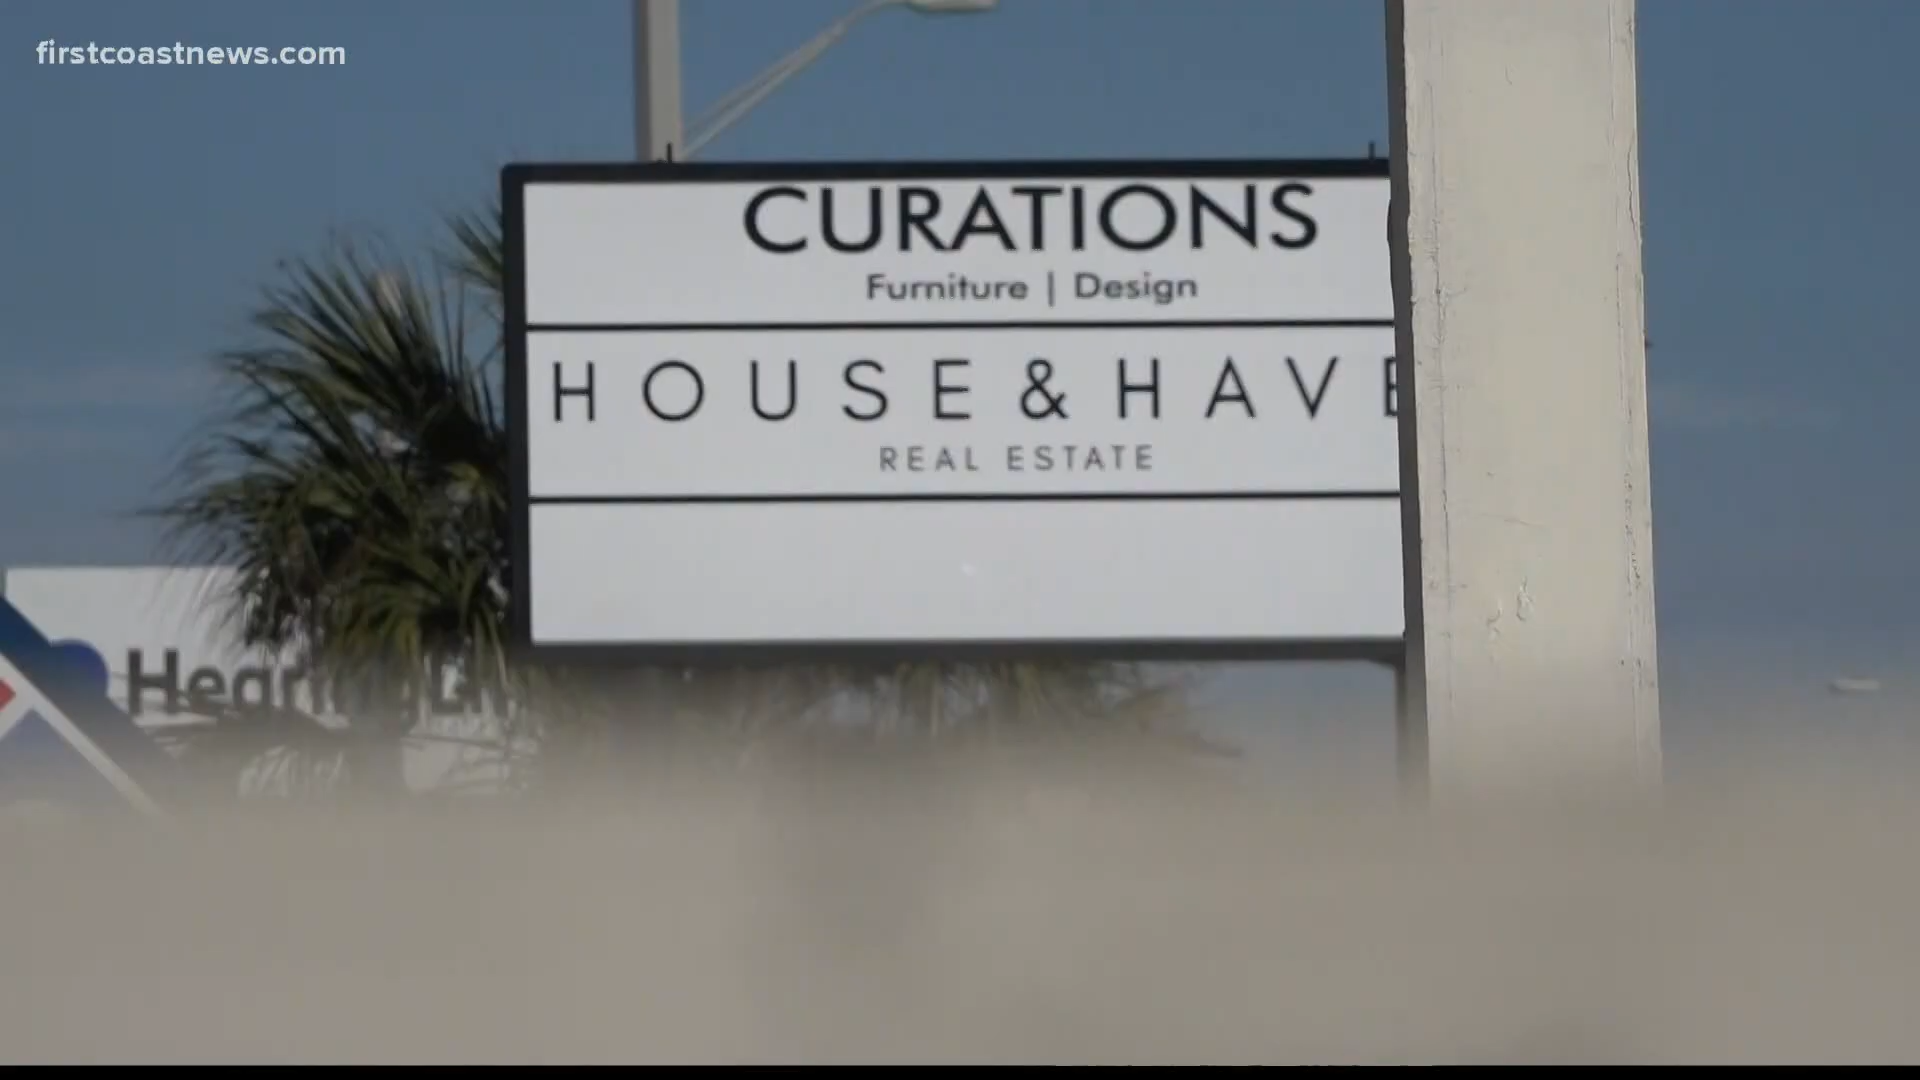 firstcoastnews.com
CURATIONS
Furniture | Design
HOUSE & HAVE
REAL ESTATE